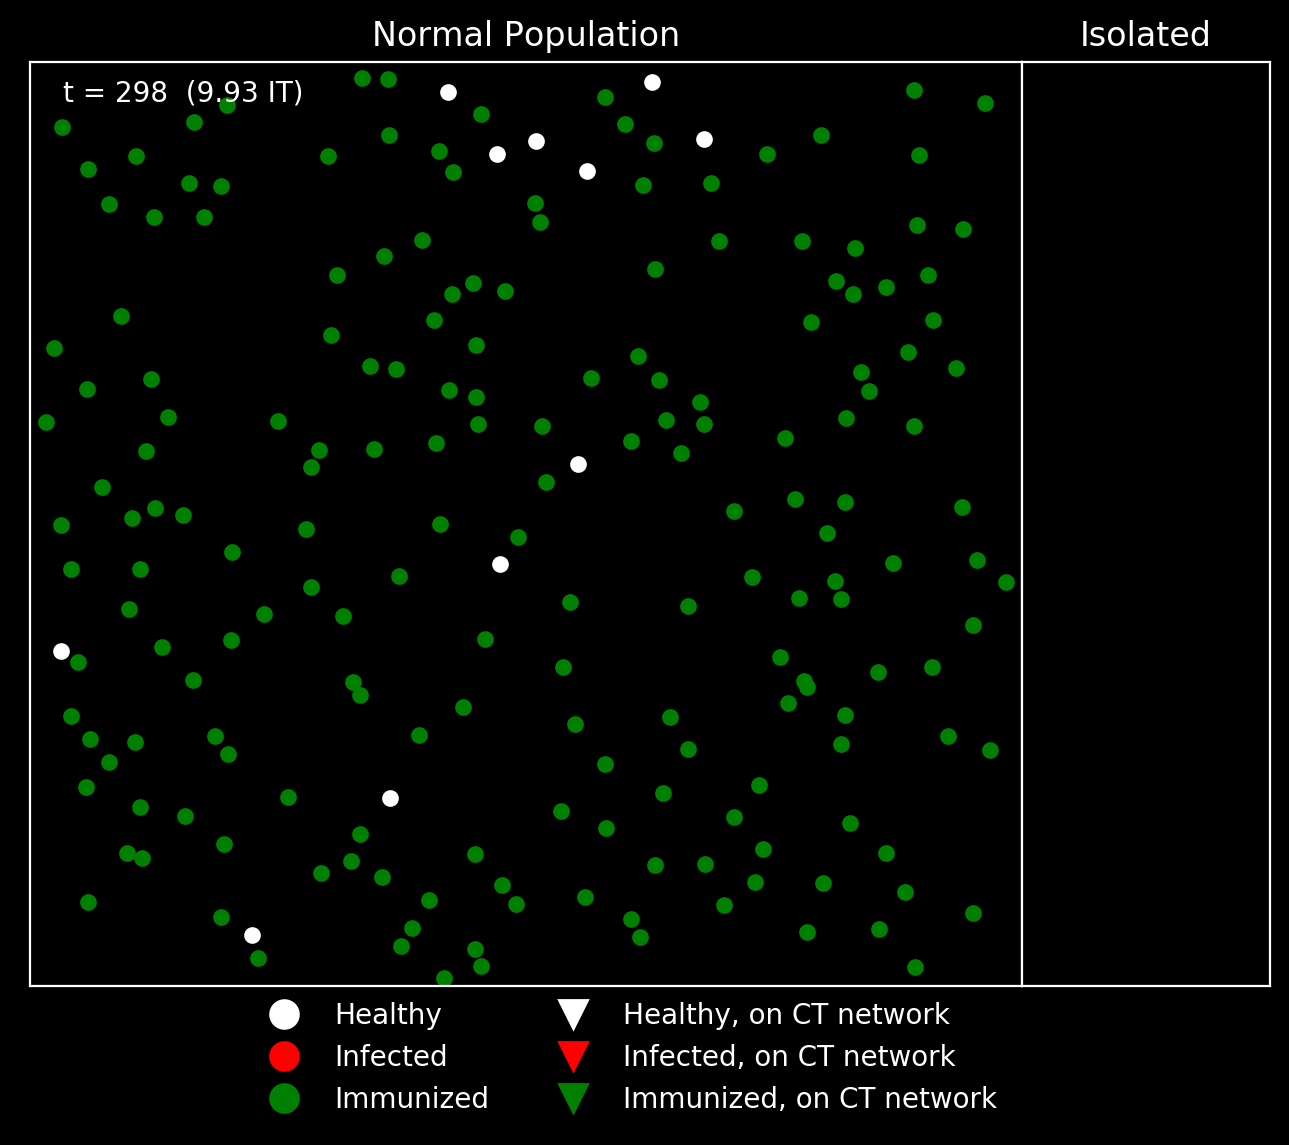 Normal Population
Isolated
t = 298  (9.93 IT)
Healthy
Healthy, on CT network
Infected
Infected, on CT network
Immunized
Immunized, on CT network